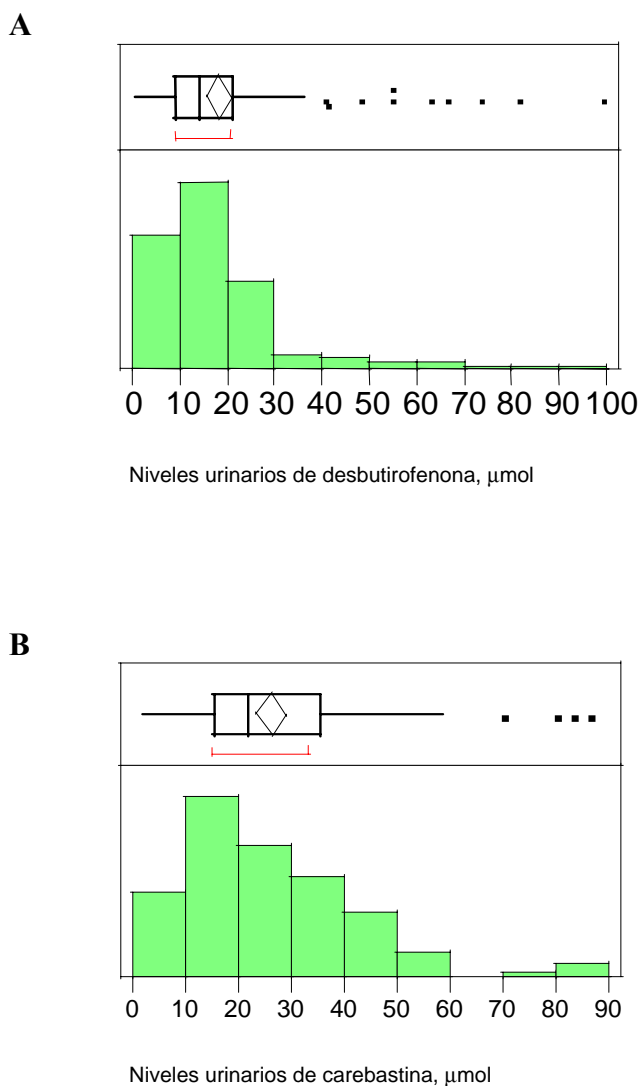 A
0 10 20 30 40 50 60 70 80 90 100
Niveles urinarios de desbutirofenona, μmol
B
0 10 20 30 40 50 60 70 80 90
Niveles urinarios de carebastina, μmol